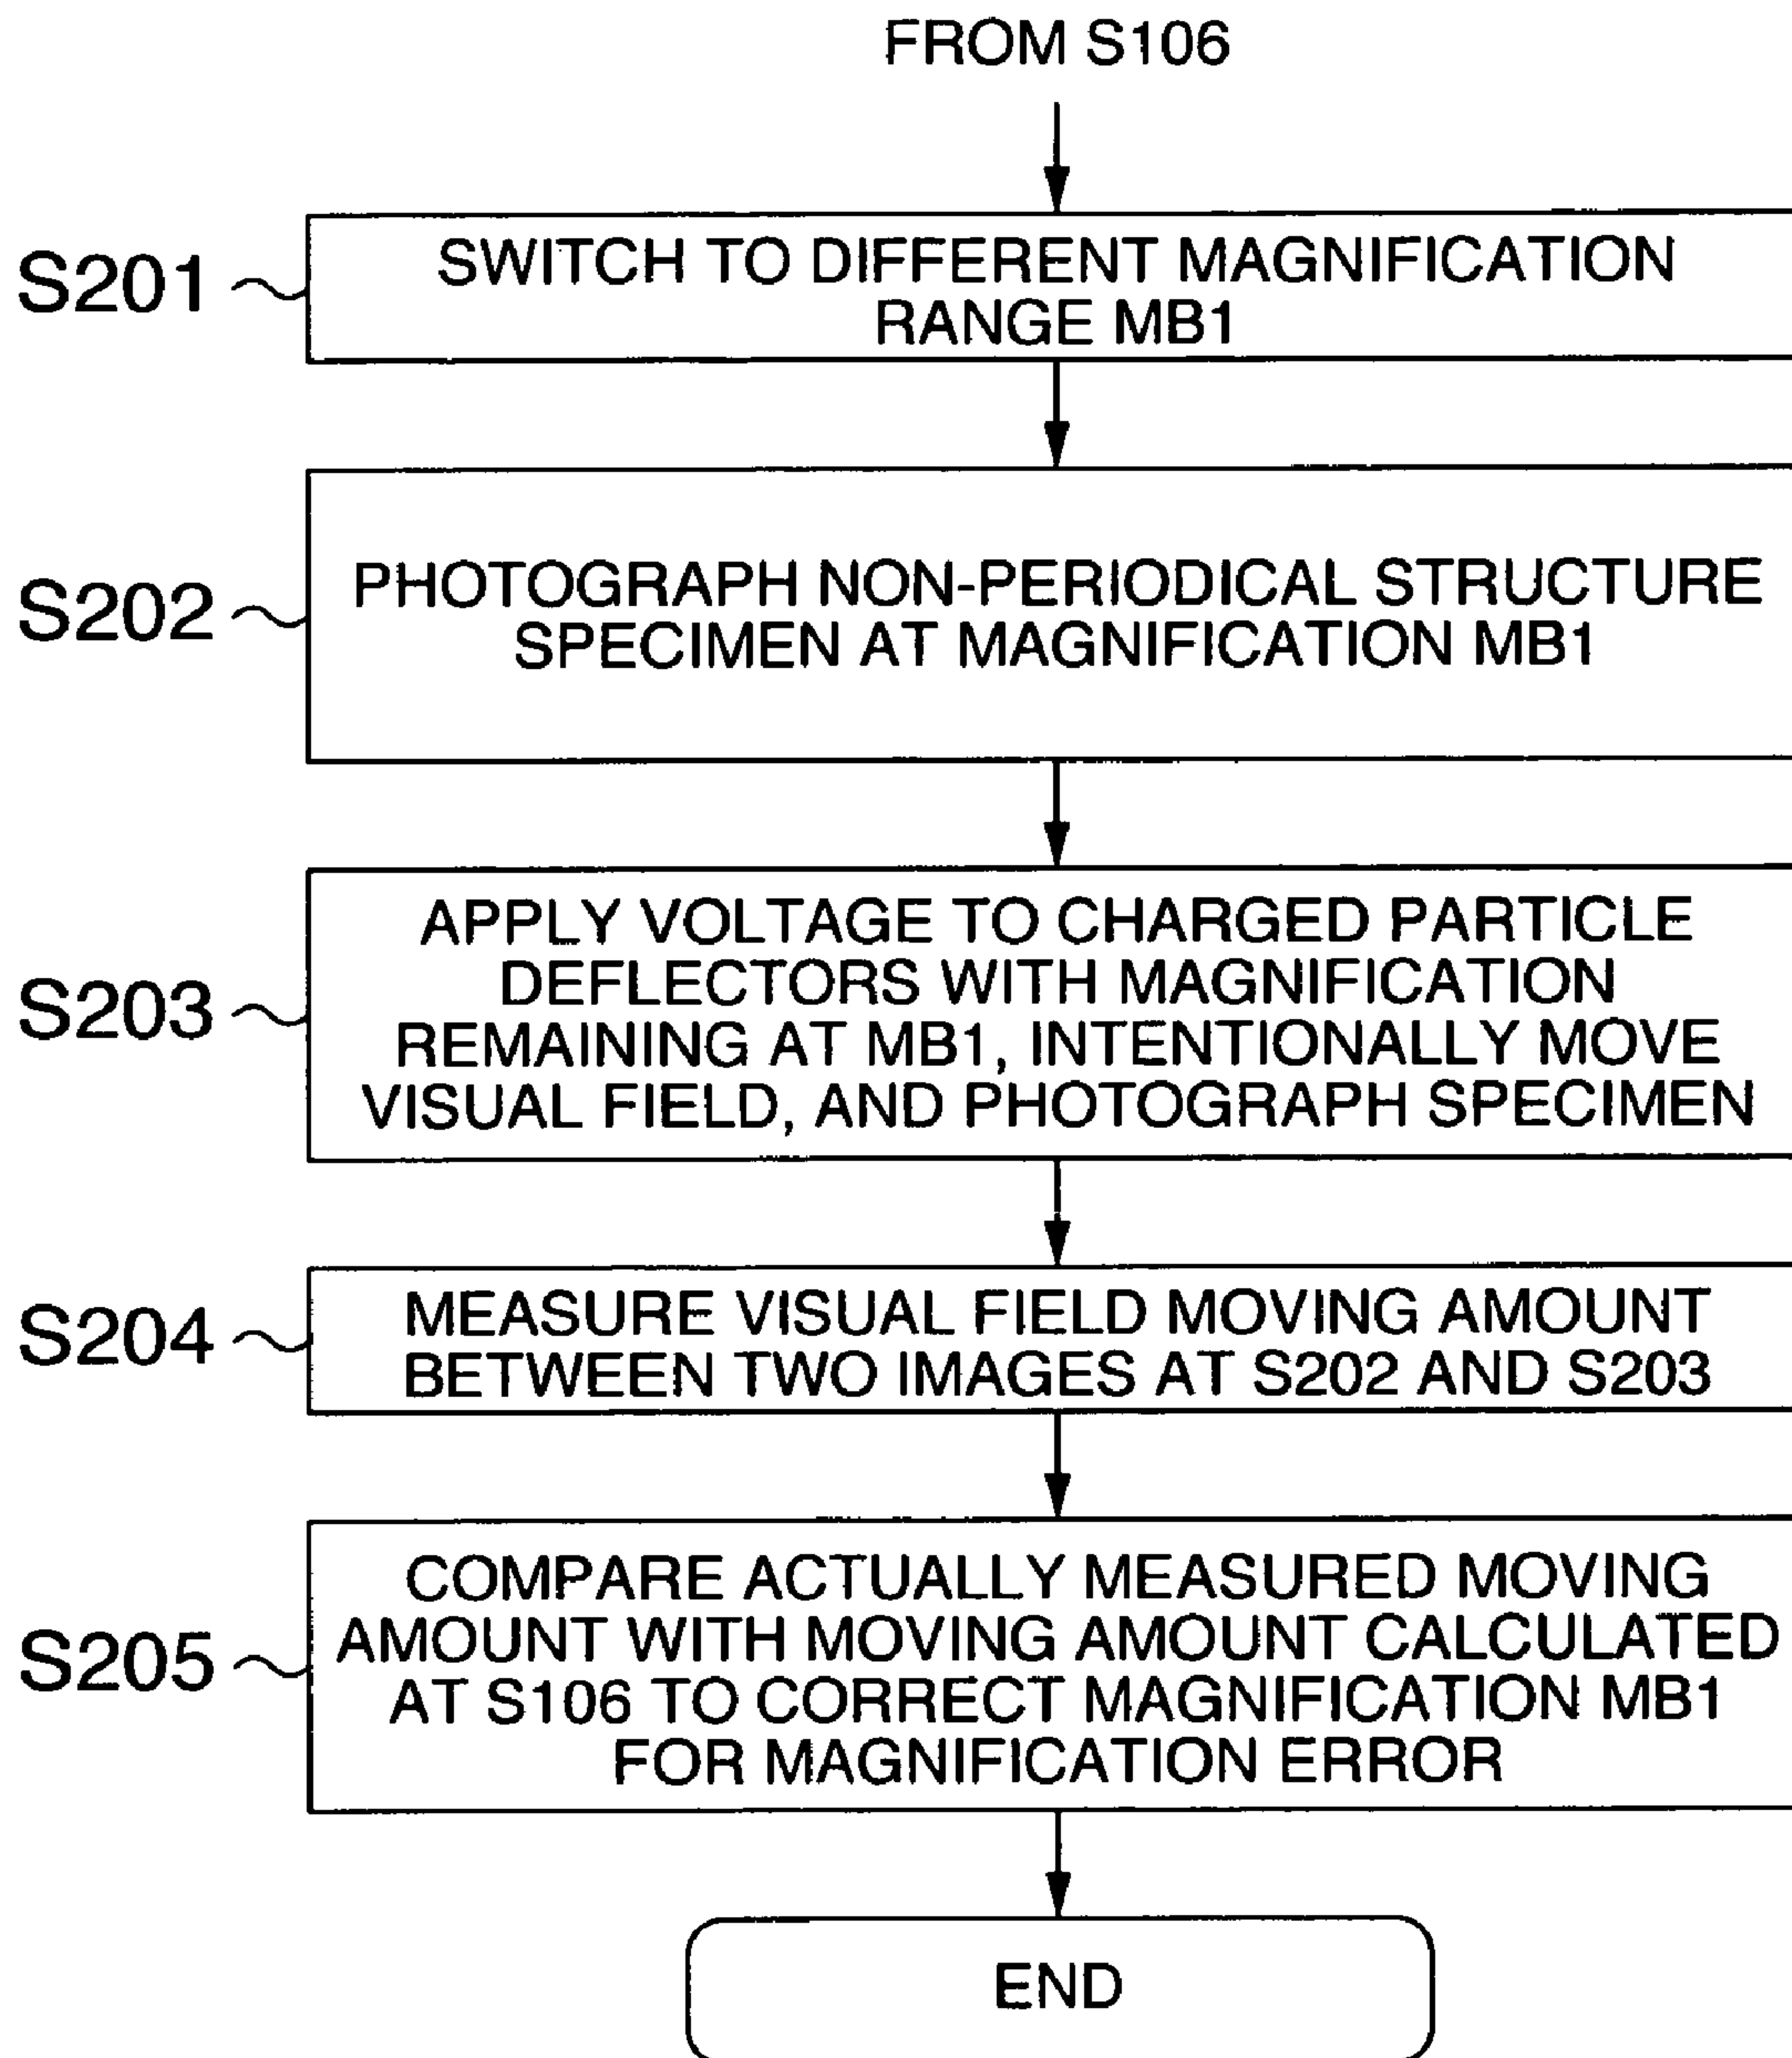 FROM S106
S201
SWITCH TO DIFFERENT MAGNIFICATION
RANGE MB1
S202
PHOTOGRAPH NON-PERIODICAL STRUCTURE
SPECIMEN AT MAGNIFICATION MB1
S203
APPLY VOLTAGE TO CHARGED PARTICLE
DEFLECTORS WITH MAGNIFICATION
REMAINING AT MB1, INTENTIONALLY MOVE
VISUAL FIELD, AND PHOTOGRAPH SPECIMEN
S204
MEASURE VISUAL FIELD MOVING AMOUNT
BETWEEN TWO IMAGES AT S202 AND S203
S205
COMPARE ACTUALLY MEASURED MOVING
AMOUNT WITH MOVING AMOUNT CALCULATED
AT S106 TO CORRECT MAGNIFICATION MB1
FOR MAGNIFICATION ERROR
END